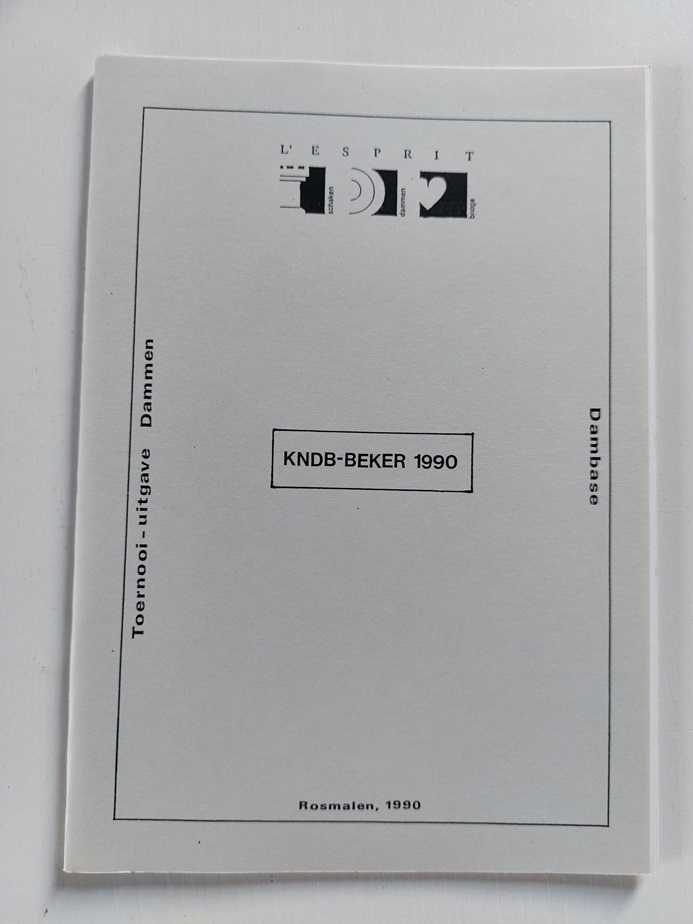 L' E S P R I T
schaken
dammen
bridge
Toernooi-uitgave Dammen
KNDB-BEKER 1990
Dambase
Rosmalen, 1990